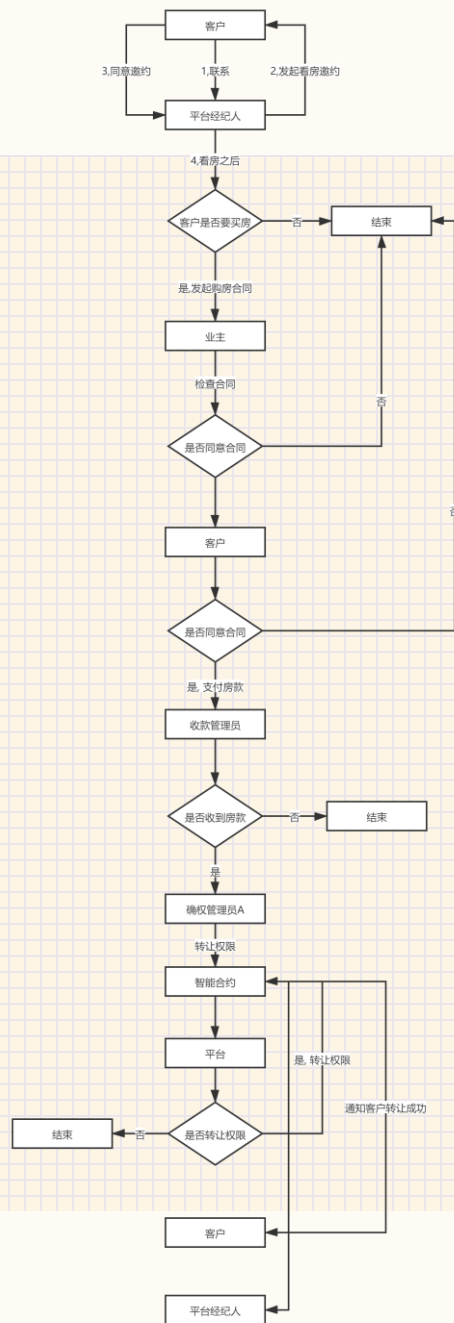 客户
3,同意邀约
1,联系
2,发起看房邀约
平台经纪人
4,看房之后
客户是否要买房
否
结束
是,发起购房合同
业主
检查合同
否
是否同意合同
客户
是否同意合同
是, 支付房款
收款管理员
是否收到房款
否
结束
是
确权管理员A
转让权限
智能合约
平台
是, 转让权限
通知客户转让成功
结束
否
是否转让权限
客户
平台经纪人